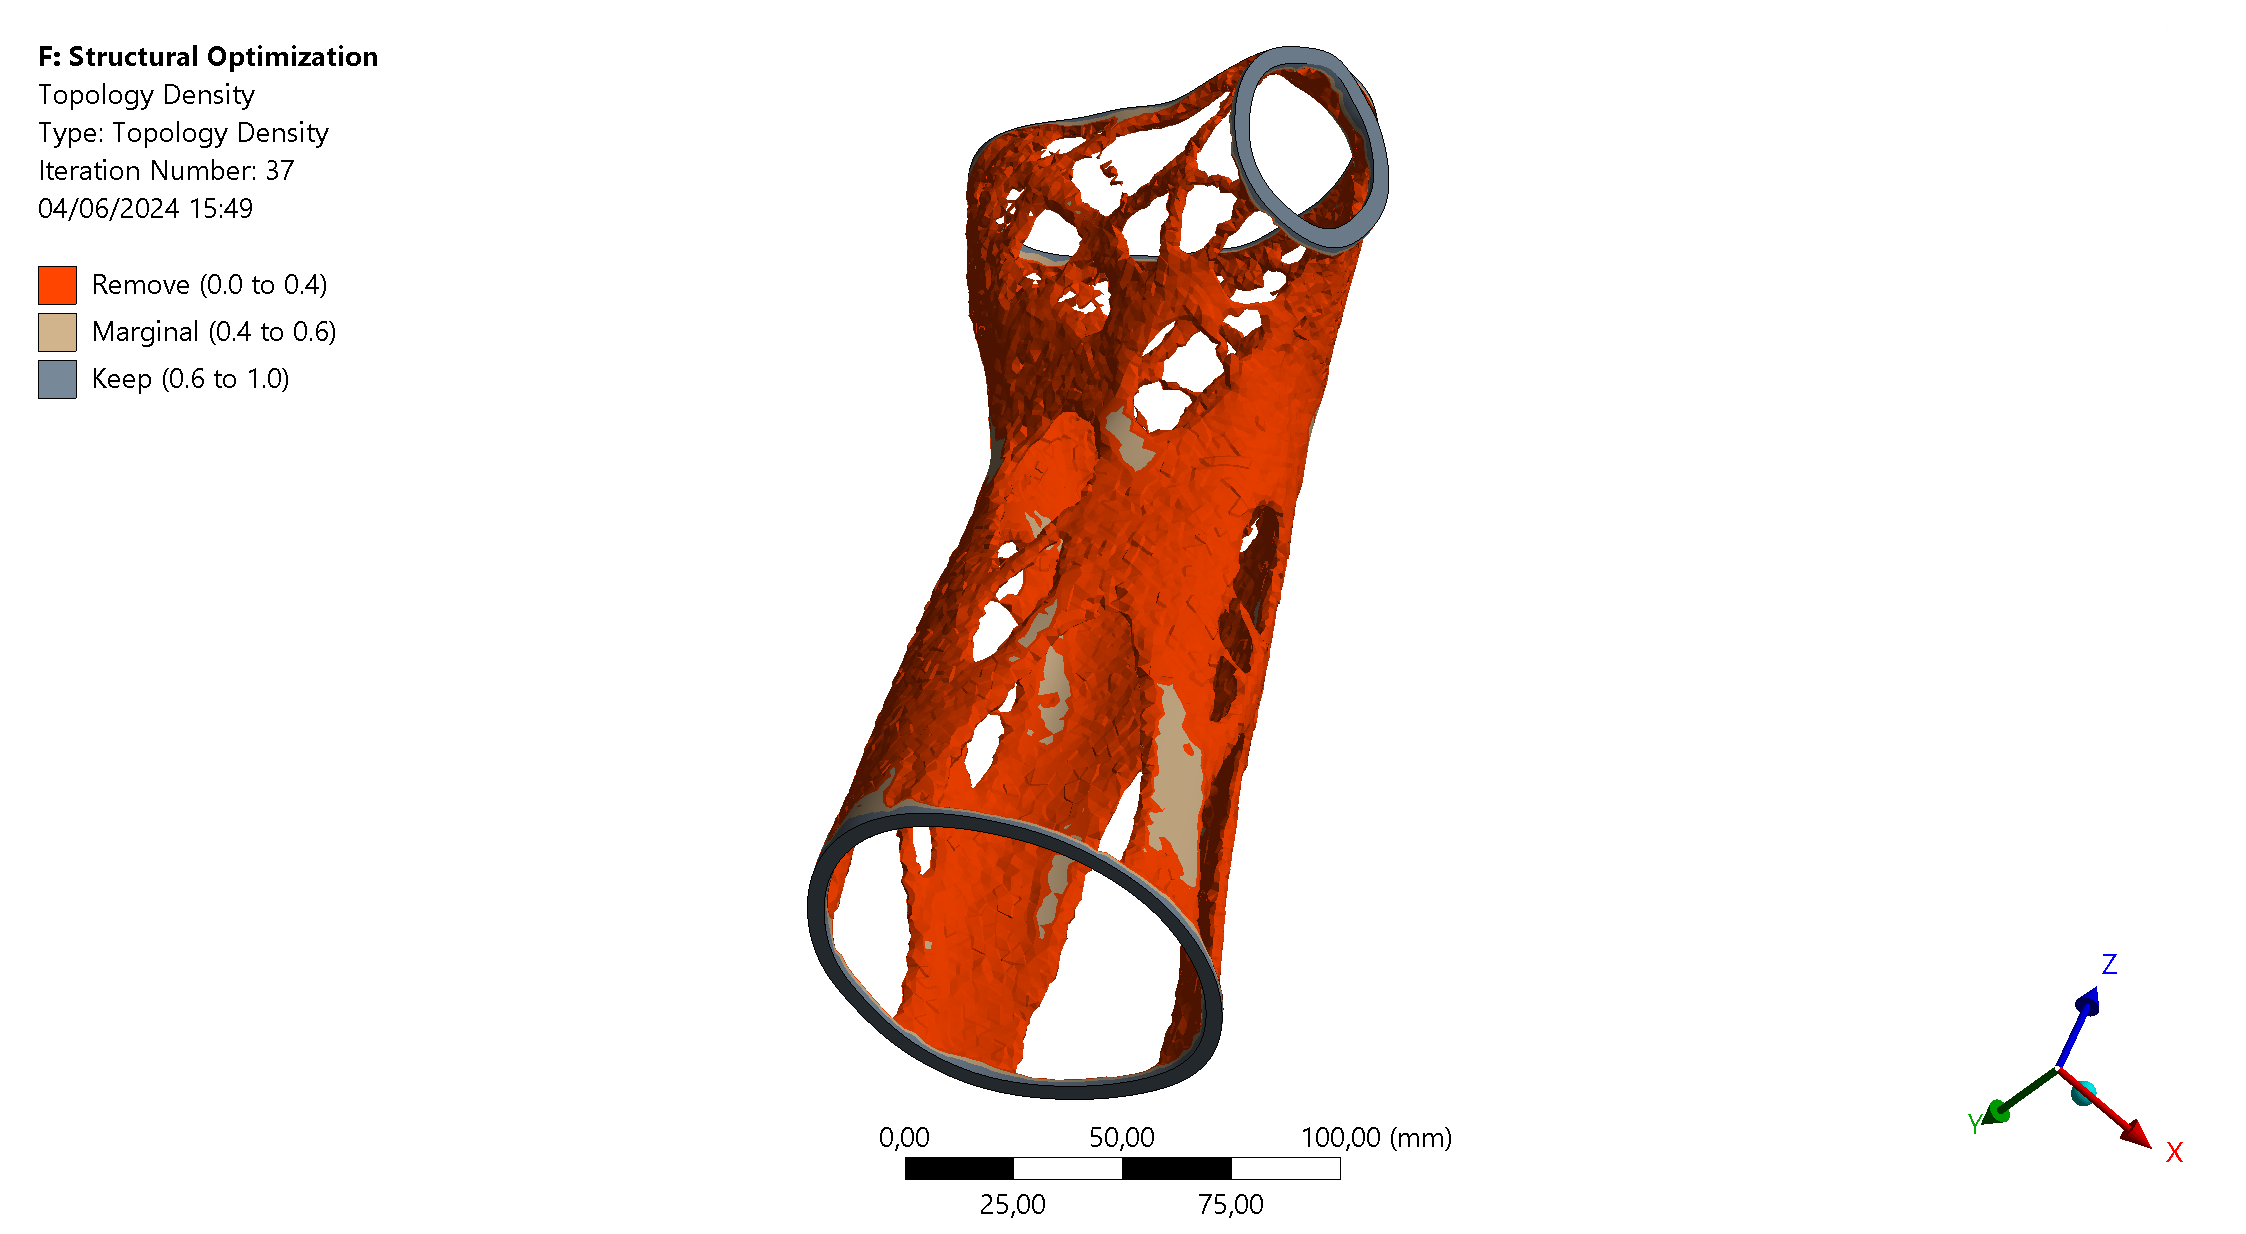 F: Structural Optimization
Topology Density
Type: Topology Density
Iteration Number: 37
04/06/2024 15:49
Remove (0.0 to 0.4)
Marginal (0.4 to 0.6)
Keep (0.6 to 1.0)
Z
Y
X
0,00 50,00 100,00 (mm)
25,00 75,00